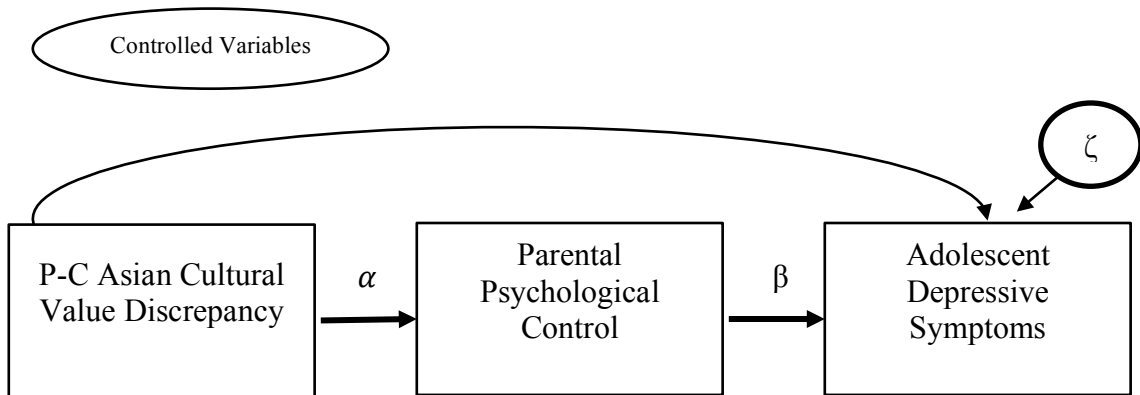 Controlled Variables
ζ
P-C Asian Cultural
Value Discrepancy
α
Parental
Psychological
Control
β
Adolescent
Depressive
Symptoms